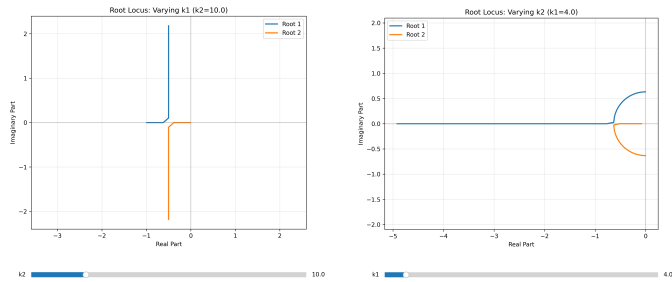 Root Locus: Varying k1 (k2=10.0)
Root 1
Root 2
2
1
0
−1
−2
Imaginary Part
−3
−2
−1
0
1
2
Real Part
k2
10.0
Root Locus: Varying k2 (k1=4.0)
Root 1
Root 2
2.0
1.5
1.0
0.5
0.0
−0.5
−1.0
−1.5
−2.0
Imaginary Part
−5
−4
−3
−2
−1
0
Real Part
k1
4.0